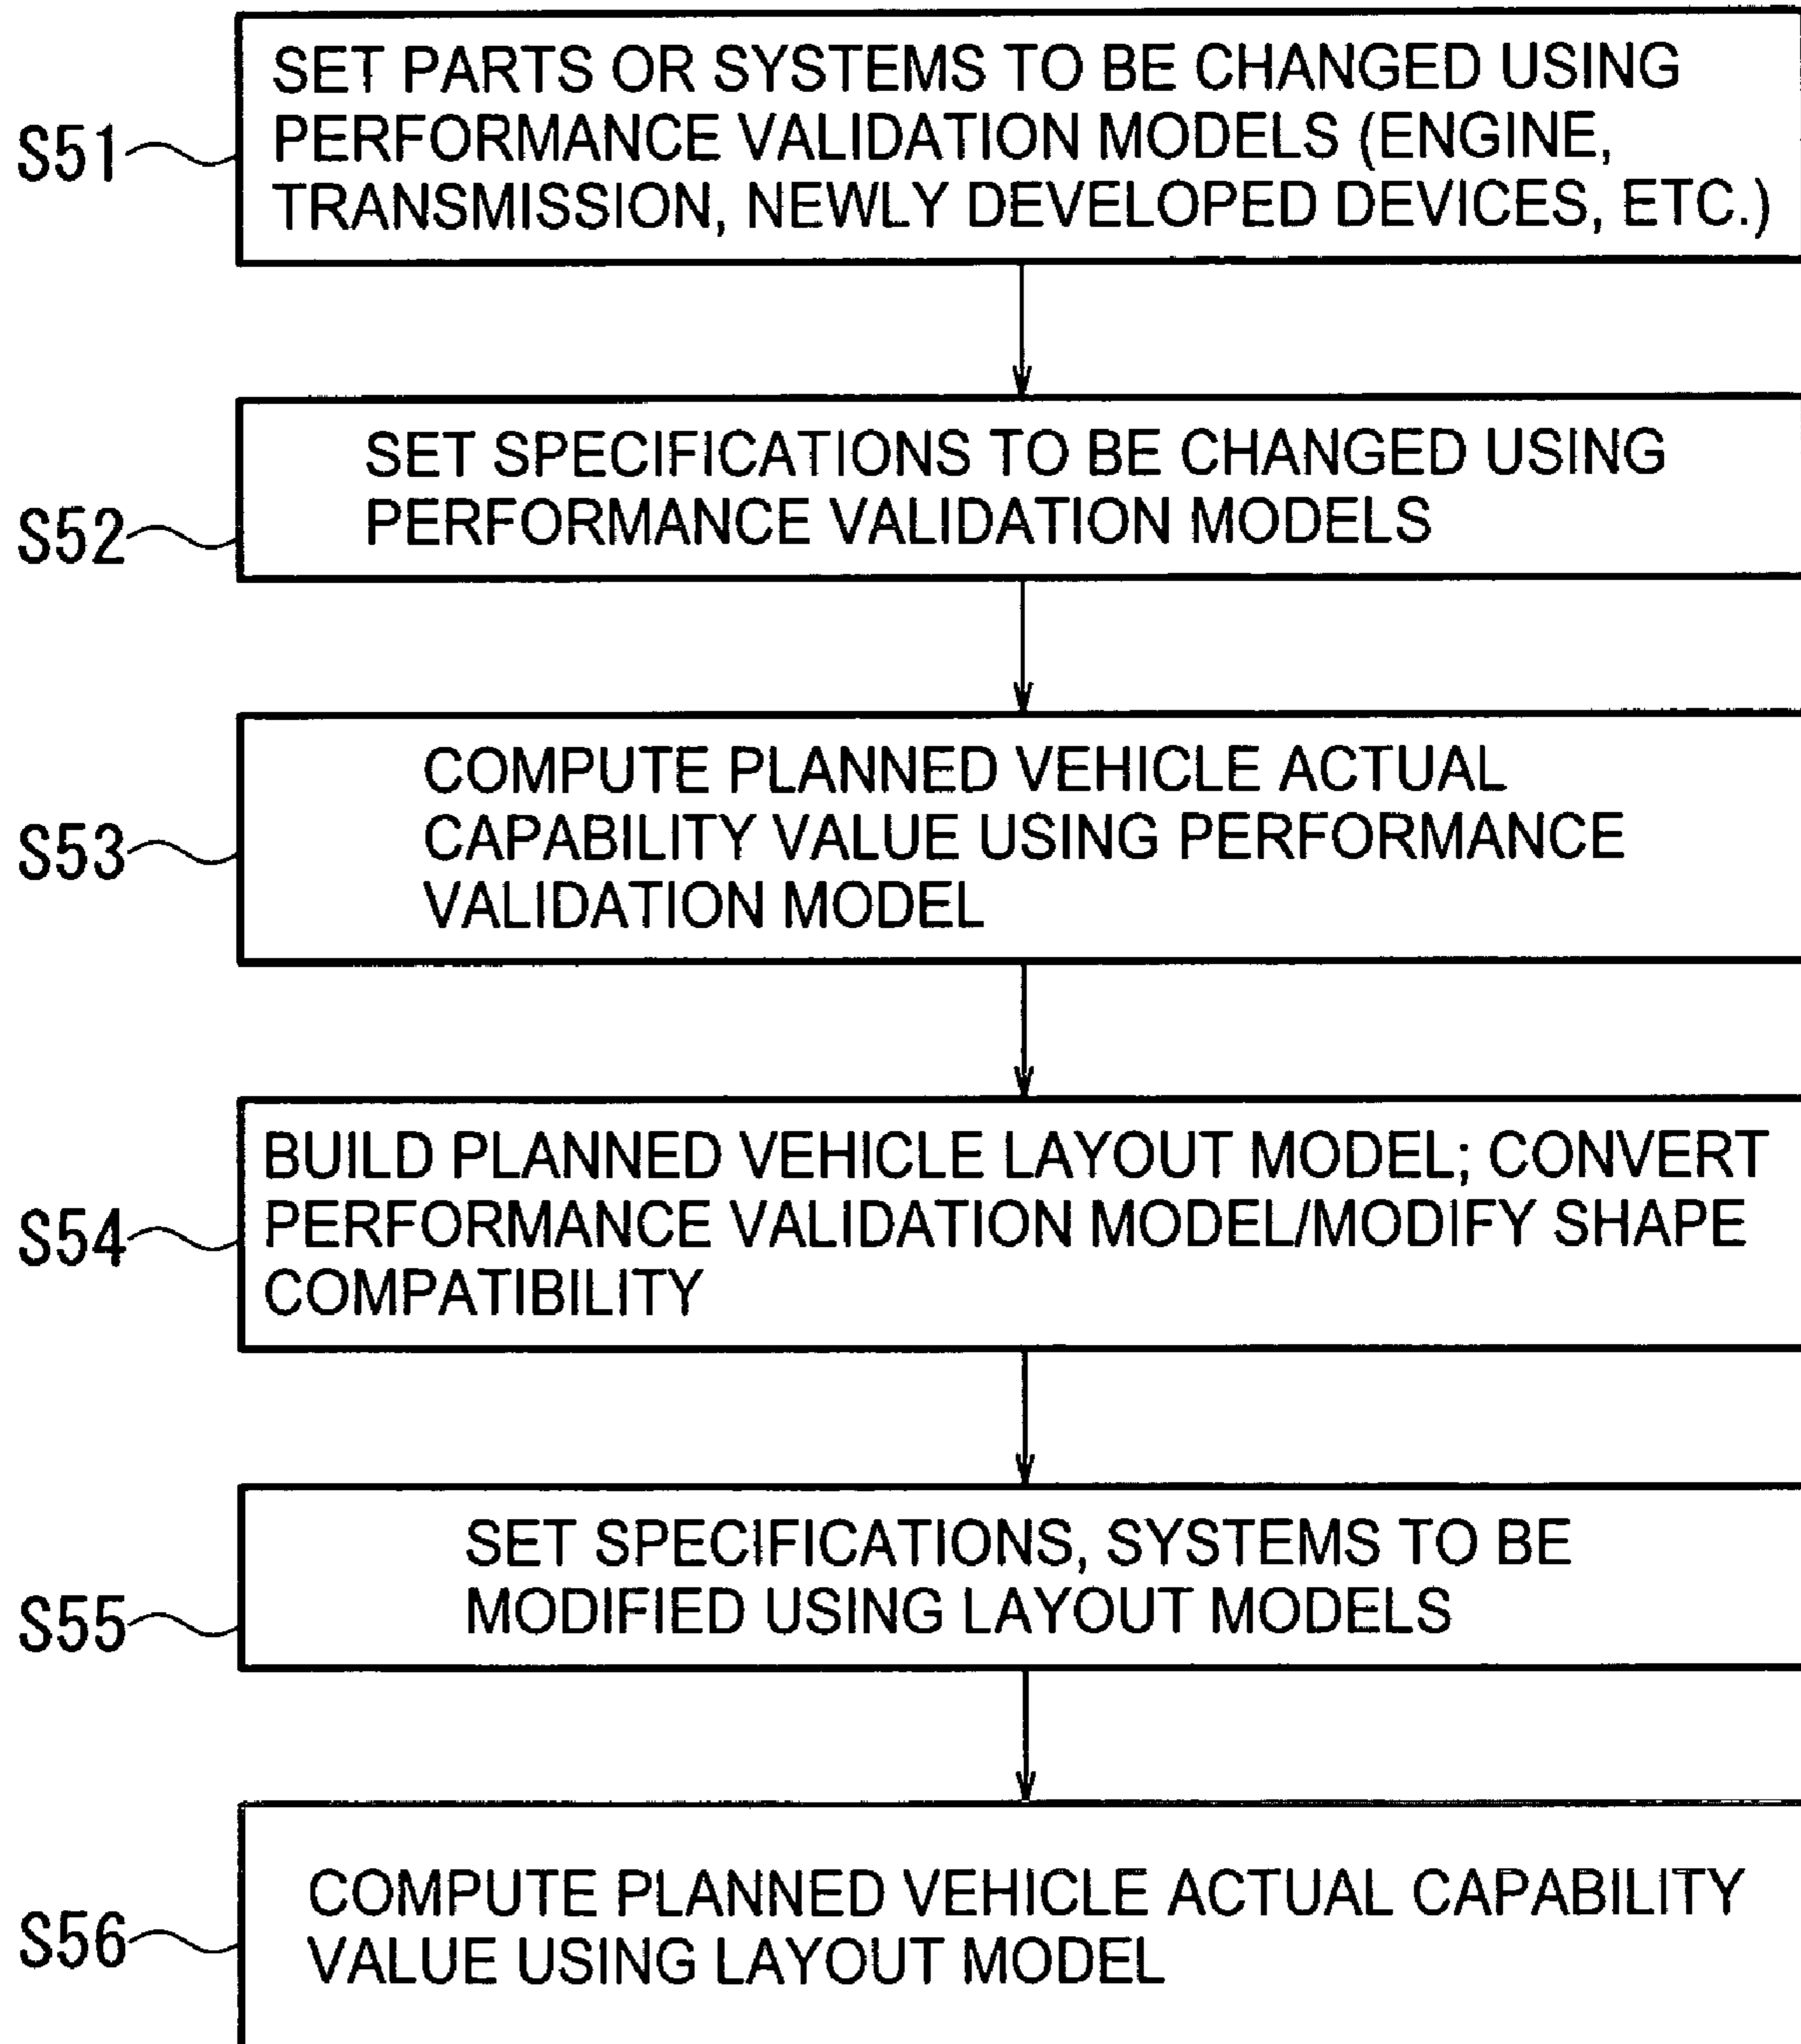 SET PARTS OR SYSTEMS TO BE CHANGED USING
S51
PERFORMANCE VALIDATION MODELS (ENGINE,
TRANSMISSION, NEWLY DEVELOPED DEVICES, ETC.)
SET SPECIFICATIONS TO BE CHANGED USING
S52
PERFORMANCE VALIDATION MODELS
COMPUTE PLANNED VEHICLE ACTUAL
S53
CAPABILITY VALUE USING PERFORMANCE
VALIDATION MODEL
BUILD PLANNED VEHICLE LAYOUT MODEL; CONVERT
S54
PERFORMANCE VALIDATION MODEL/MODIFY SHAPE
COMPATIBILITY
SET SPECIFICATIONS, SYSTEMS TO BE
S55
MODIFIED USING LAYOUT MODELS
COMPUTE PLANNED VEHICLE ACTUAL CAPABILITY
S56
VALUE USING LAYOUT MODEL